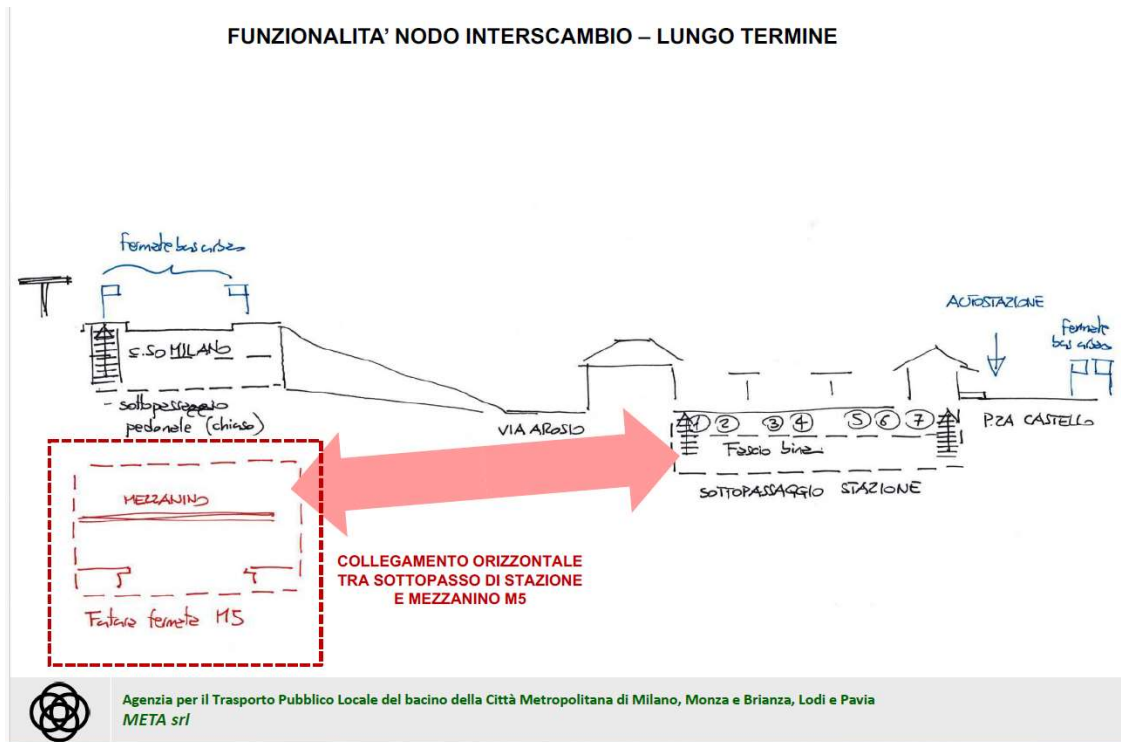 FUNZIONALITA' NODO INTERSCAMBIO – LUNGO TERMINE
fermate bus urbano
AUTOSTAZIONE
fermate
bus urbano
C.SO MILANO
sottopassaggio
pedonale (chiuso)
VIA AROSIO
1 2 3 4 5 6 7
P.ZA CASTELLO
Fascio binari
SOTTOPASSAGGIO STAZIONE
MEZZANINO
COLLEGAMENTO ORIZZONTALE
TRA SOTTOPASSO DI STAZIONE
E MEZZANINO M5
Futura fermata M5
Agenzia per il Trasporto Pubblico Locale del bacino della Città Metropolitana di Milano, Monza e Brianza, Lodi e Pavia
META srl